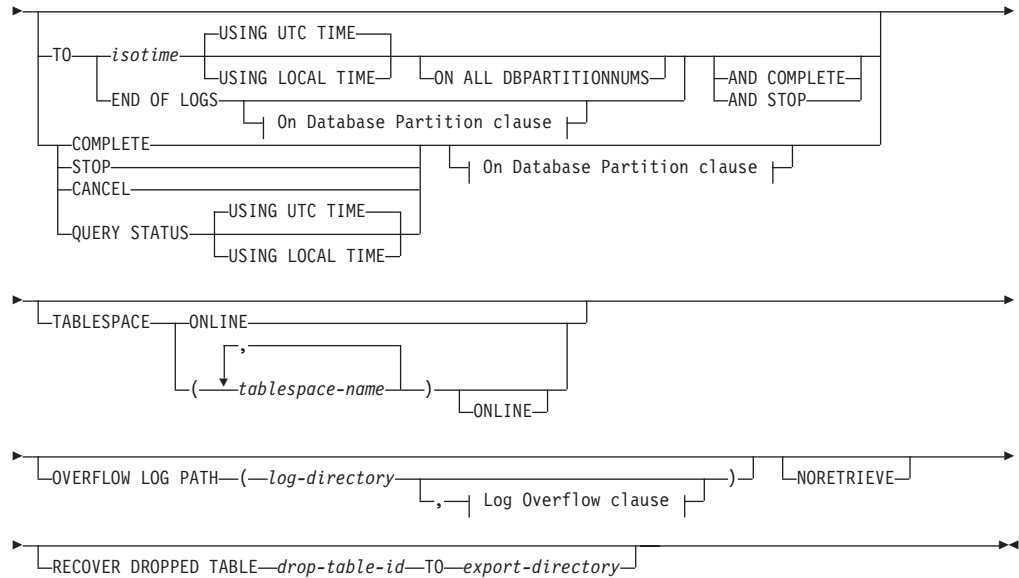 USING UTC TIME
TO isotime
USING LOCAL TIME ON ALL DBPARTITIONNUMS AND COMPLETE
END OF LOGS AND STOP
On Database Partition clause
COMPLETE
STOP On Database Partition clause
CANCEL
USING UTC TIME
QUERY STATUS
USING LOCAL TIME
TABLESPACE ONLINE
,
( tablespace-name )
ONLINE
OVERFLOW LOG PATH ( log-directory ) NORETRIEVE
, Log Overflow clause
RECOVER DROPPED TABLE drop-table-id TO export-directory